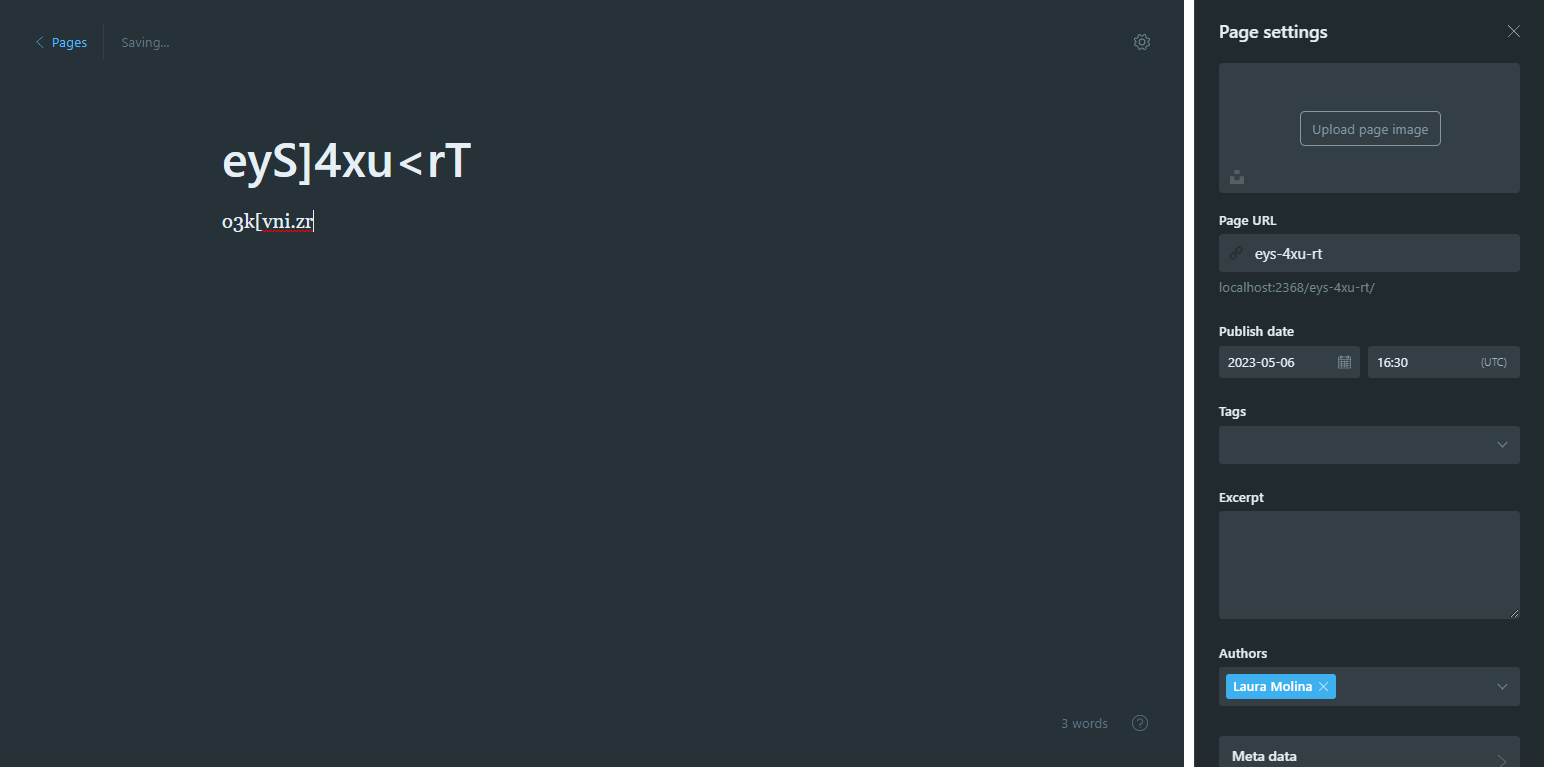 Pages
Saving...
eyS]4xu<rT
o3k[vni.zr
3 words
Page settings
Upload page image
Page URL
eys-4xu-rt
localhost:2368/eys-4xu-rt/
Publish date
2023-05-06
16:30
(UTC)
Tags
Excerpt
Authors
Laura Molina
Meta data